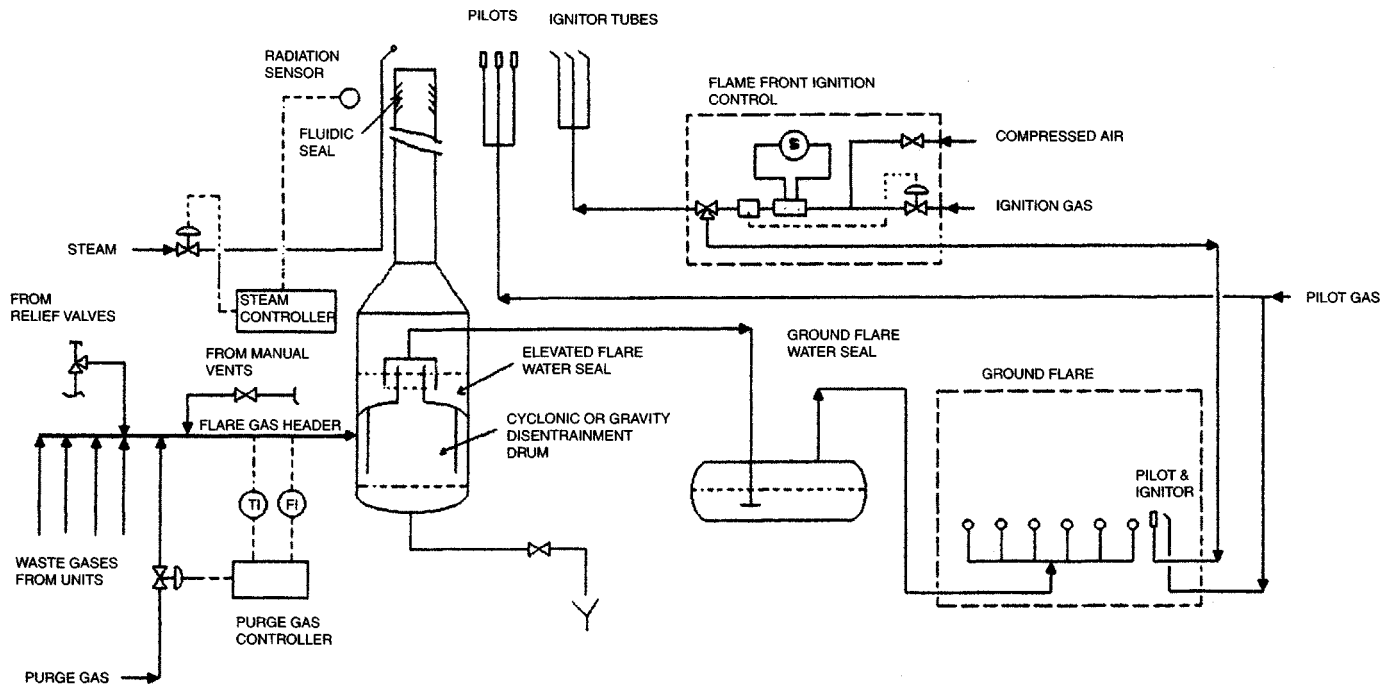 PILOTS
IGNITOR TUBES
RADIATION
SENSOR
FLAME FRONT IGNITION
CONTROL
FLUIDIC
SEAL
S
COMPRESSED AIR
IGNITION GAS
STEAM
STEAM
CONTROLLER
PILOT GAS
FROM
RELIEF VALVES
FROM MANUAL
VENTS
ELEVATED FLARE
WATER SEAL
GROUND FLARE
WATER SEAL
GROUND FLARE
FLARE GAS HEADER
CYCLONIC OR GRAVITY
DISENTRAINMENT
DRUM
PILOT &
IGNITOR
TI
FI
WASTE GASES
FROM UNITS
PURGE GAS
CONTROLLER
PURGE GAS